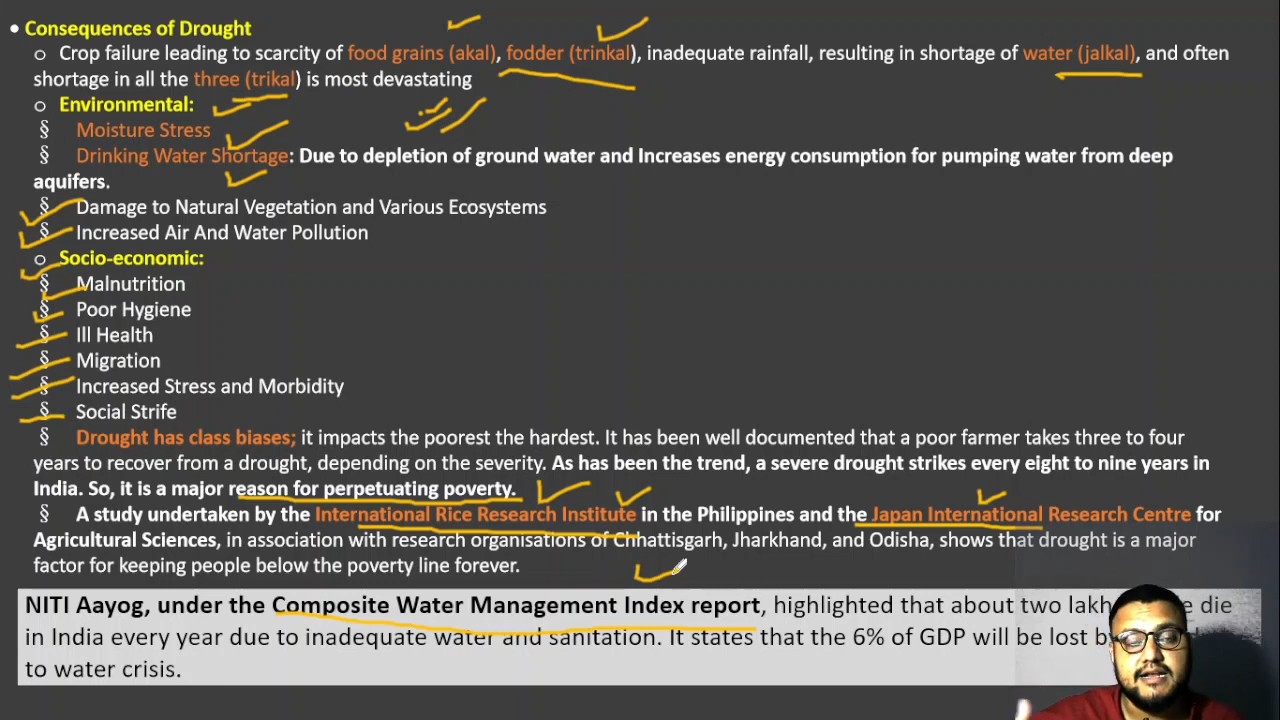 • Consequences of Drought
o Crop failure leading to scarcity of food grains (akal), fodder (trinkal), inadequate rainfall, resulting in shortage of water (jalkal), and often
shortage in all the three (trikal) is most devastating
o Environmental:
§ Moisture Stress
§ Drinking Water Shortage: Due to depletion of ground water and Increases energy consumption for pumping water from deep
aquifers.
§ Damage to Natural Vegetation and Various Ecosystems
§ Increased Air And Water Pollution
o Socio-economic:
§ Malnutrition
§ Poor Hygiene
§ Ill Health
§ Migration
§ Increased Stress and Morbidity
§ Social Strife
§ Drought has class biases; it impacts the poorest the hardest. It has been well documented that a poor farmer takes three to four
years to recover from a drought, depending on the severity. As has been the trend, a severe drought strikes every eight to nine years in
India. So, it is a major reason for perpetuating poverty.
§ A study undertaken by the International Rice Research Institute in the Philippines and the Japan International Research Centre for
Agricultural Sciences, in association with research organisations of Chhattisgarh, Jharkhand, and Odisha, shows that drought is a major
factor for keeping people below the poverty line forever.
NITI Aayog, under the Composite Water Management Index report, highlighted that about two die
in India every year due to inadequate water and sanitation. It states that the 6% of GDP will be lost
to water crisis.